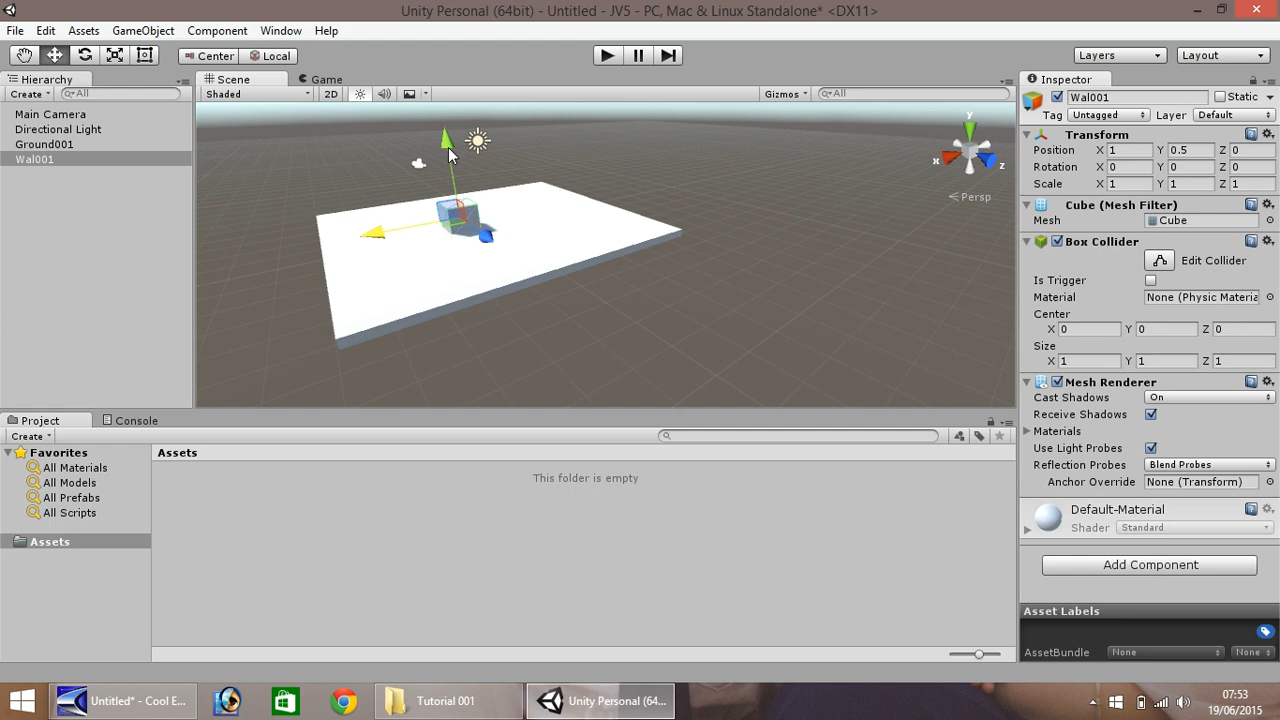 Unity Personal (64bit) - Untitled - JV5 - PC, Mac & Linux Standalone* <DX11>
File Edit Assets GameObject Component Window Help
Center Local Layers Layout
Hierarchy
Create All
Main Camera
Directional Light
Ground001
Wal001
Scene Game
Shaded 2D Gizmos All
y
x
z
Persp
Inspector
Wal001 Static
Tag Untagged Layer Default
Transform
Position X 1 Y 0.5 Z 0
Rotation X 0 Y 0 Z 0
Scale X 1 Y 1 Z 1
Cube (Mesh Filter)
Mesh Cube
Box Collider
Edit Collider
Is Trigger
Material None (Physic Materia
Center
X 0 Y 0 Z 0
Size
X 1 Y 1 Z 1
Mesh Renderer
Cast Shadows On
Receive Shadows
Materials
Use Light Probes
Reflection Probes Blend Probes
Anchor Override None (Transform)
Default-Material
Shader Standard
Add Component
Asset Labels
AssetBundle None None
Project Console
Create
Favorites
All Materials
All Models
All Prefabs
All Scripts
Assets
Assets
This folder is empty
Untitled* - Cool E...
Tutorial 001
Unity Personal (64...
07:53
19/06/2015